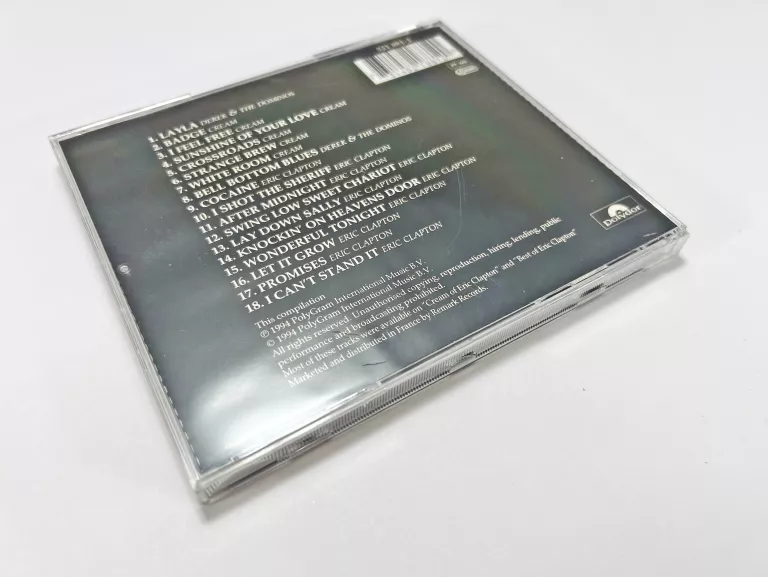 1. LAYLA DEREK & THE DOMINOS
2. BADGE CREAM
3. I FEEL FREE CREAM
4. SUNSHINE OF YOUR LOVE CREAM
5. CROSSROADS CREAM
6. STRANGE BREW CREAM
7. WHITE ROOM CREAM
8. BELL BOTTOM BLUES DEREK & THE DOMINOS
9. COCAINE ERIC CLAPTON
10. I SHOT THE SHERIFF ERIC CLAPTON
11. AFTER MIDNIGHT ERIC CLAPTON
12. SWING LOW SWEET CHARIOT ERIC CLAPTON
13. LAY DOWN SALLY ERIC CLAPTON
14. KNOCKIN' ON HEAVENS DOOR ERIC CLAPTON
15. WONDERFUL TONIGHT ERIC CLAPTON
16. LET IT GROW ERIC CLAPTON
17. PROMISES ERIC CLAPTON
18. I CAN'T STAND IT ERIC CLAPTON
This compilation
℗ 1994 PolyGram International Music B.V.
© 1994 PolyGram International Music B.V.
All rights reserved. Unauthorised copying, reproduction, hiring, lending, public
performance and broadcasting prohibited.
Most of these tracks were available on "Cream of Eric Clapton" and "Best of Eric Clapton"
Marketed and distributed in France by Remark Records.
Polydor